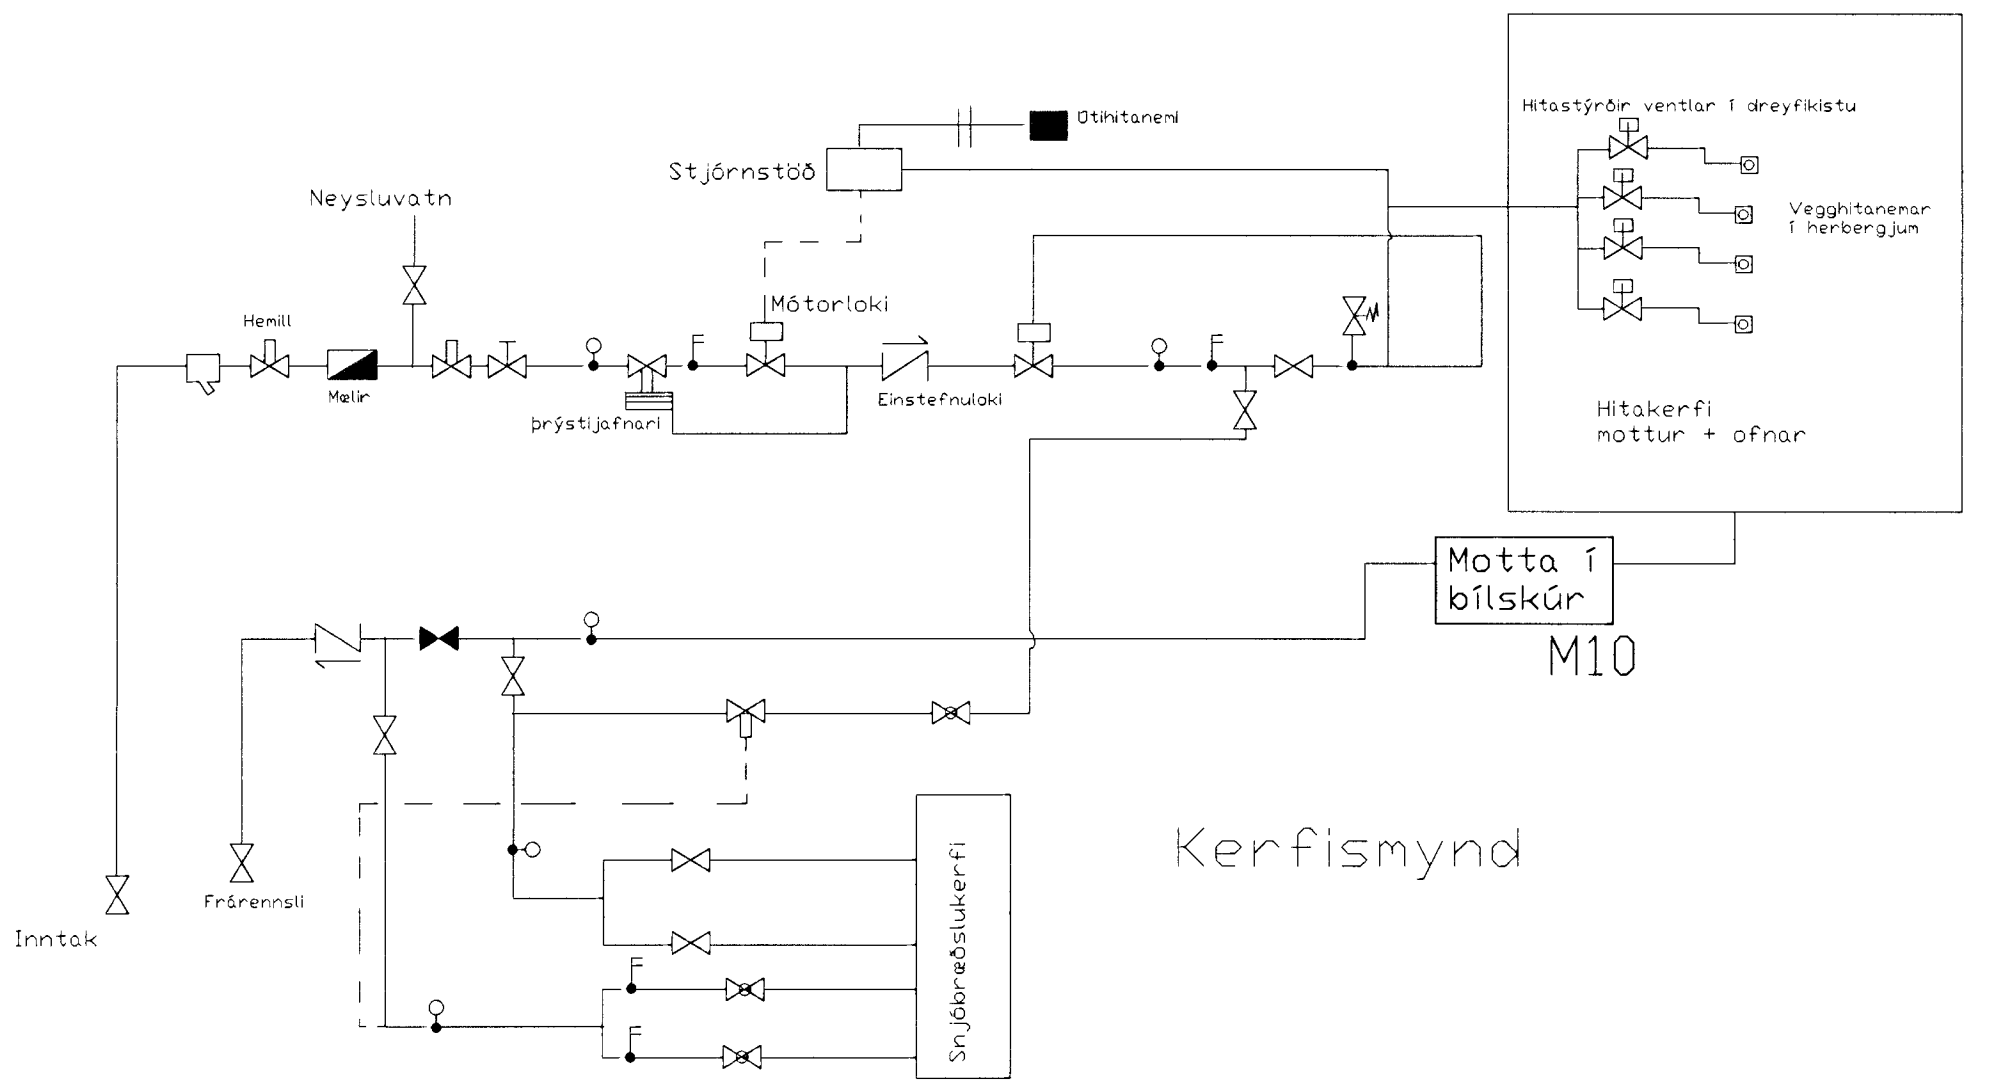 Hitastýrðir ventlar í dreyfikistu
Útihitanemi
Stjórnstöð
Neysluvatn
Vegghitanemar
í herbergjum
Mótorloki
Hemill
Mælir
Einstefnuloki
Þrýstijafnari
Hitakerfi
mottur + ofnar
Motta í
bílskúr
M10
Kerfismynd
Frárennsli
Inntak
Snjóbræðslukerfi